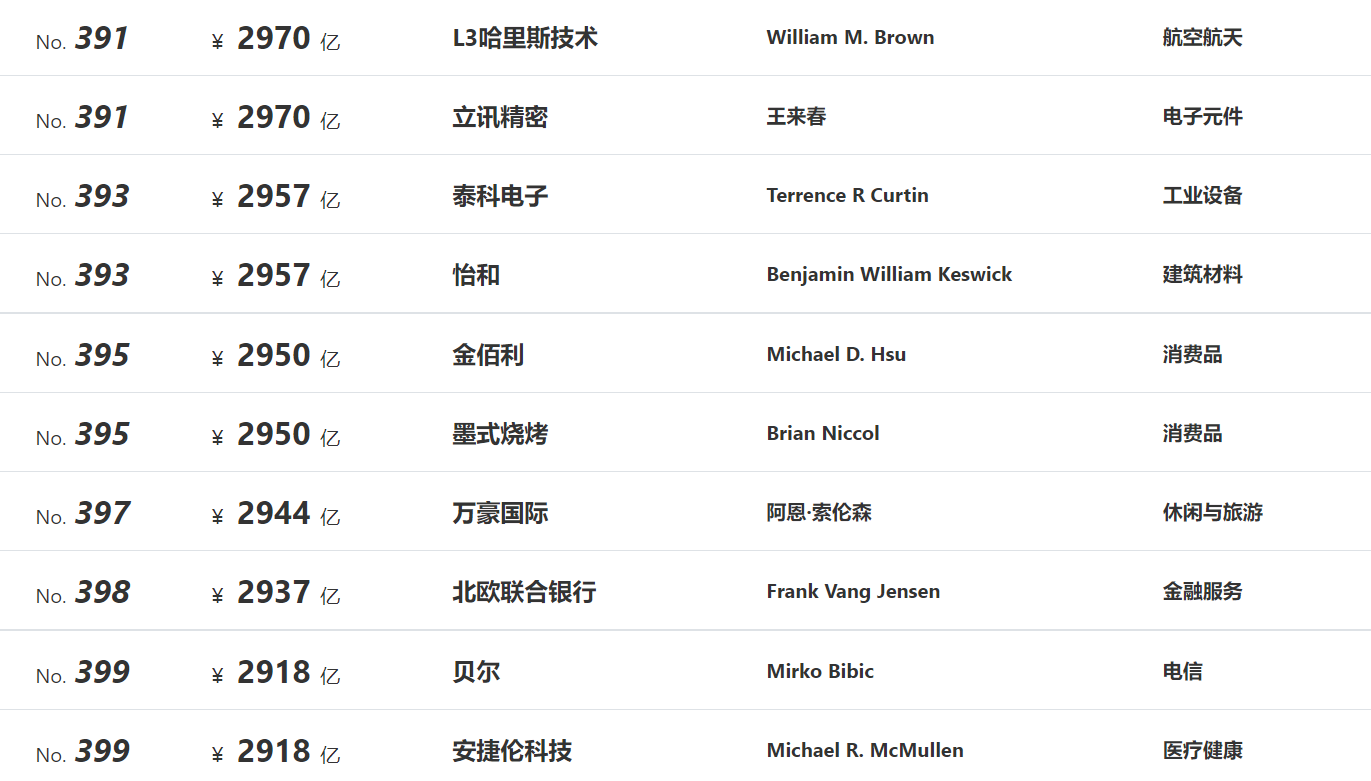 No. 391 ¥ 2970 亿 L3哈里斯技术 William M. Brown 航空航天
No. 391 ¥ 2970 亿 立讯精密 王来春 电子元件
No. 393 ¥ 2957 亿 泰科电子 Terrence R Curtin 工业设备
No. 393 ¥ 2957 亿 怡和 Benjamin William Keswick 建筑材料
No. 395 ¥ 2950 亿 金佰利 Michael D. Hsu 消费品
No. 395 ¥ 2950 亿 墨式烧烤 Brian Niccol 消费品
No. 397 ¥ 2944 亿 万豪国际 阿恩·索伦森 休闲与旅游
No. 398 ¥ 2937 亿 北欧联合银行 Frank Vang Jensen 金融服务
No. 399 ¥ 2918 亿 贝尔 Mirko Bibic 电信
No. 399 ¥ 2918 亿 安捷伦科技 Michael R. McMullen 医疗健康